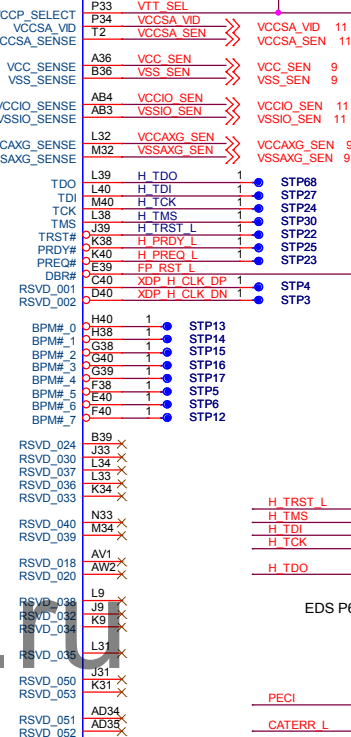 VCCP_SELECT P33 VTT_SEL
VCCSA_VID P34 VCCSA_VID VCCSA_VID 11
VCCSA_SENSE T2 VCCSA_SEN VCCSA_SEN 11
VCC_SENSE A36 VCC_SEN VCC_SEN 9
VSS_SENSE B36 VSS_SEN VSS_SEN 9
VCCIO_SENSE AB4 VCCIO_SEN VCCIO_SEN 11
VSSIO_SENSE AB3 VSSIO_SEN VSSIO_SEN 11
CAXG_SENSE L32 VCCAXG_SEN VCCAXG_SEN 9
SAXG_SENSE M32 VSSAXG_SEN VSSAXG_SEN 9
TDO L39 H_TDO 1 STP68
TDI L40 H_TDI 1 STP27
TCK M40 H_TCK 1 STP24
TMS L38 H_TMS 1 STP30
TRST# J39 H_TRST_L 1 STP22
PRDY# K38 H_PRDY_L 1 STP25
PREQ# K40 H_PREQ_L 1 STP23
DBR# E39 FP_RST_L
RSVD_001 C40 XDP_H_CLK_DP 1 STP4
RSVD_002 D40 XDP_H_CLK_DN 1 STP3
BPM#_0 H40 1 STP13
BPM#_1 H38 1 STP14
BPM#_2 G38 1 STP15
BPM#_3 G40 1 STP16
BPM#_4 G39 1 STP17
BPM#_5 F38 1 STP5
BPM#_6 E40 1 STP6
BPM#_7 F40 1 STP12
RSVD_024 B39
RSVD_030 J33
RSVD_037 L34
RSVD_036 L33
RSVD_033 K34
H_TRST_L
RSVD_040 N33 H_TMS
RSVD_039 M34 H_TDI
H_TCK
RSVD_018 AV1 H_TDO
RSVD_020 AW2
RSVD_038 L9
RSVD_032 J9 EDS P6
RSVD_034 K9
RSVD_035 L31
.ru
RSVD_050 J31
RSVD_053 K31 PECI
RSVD_051 AD34
RSVD_052 AD35 CATERR_L